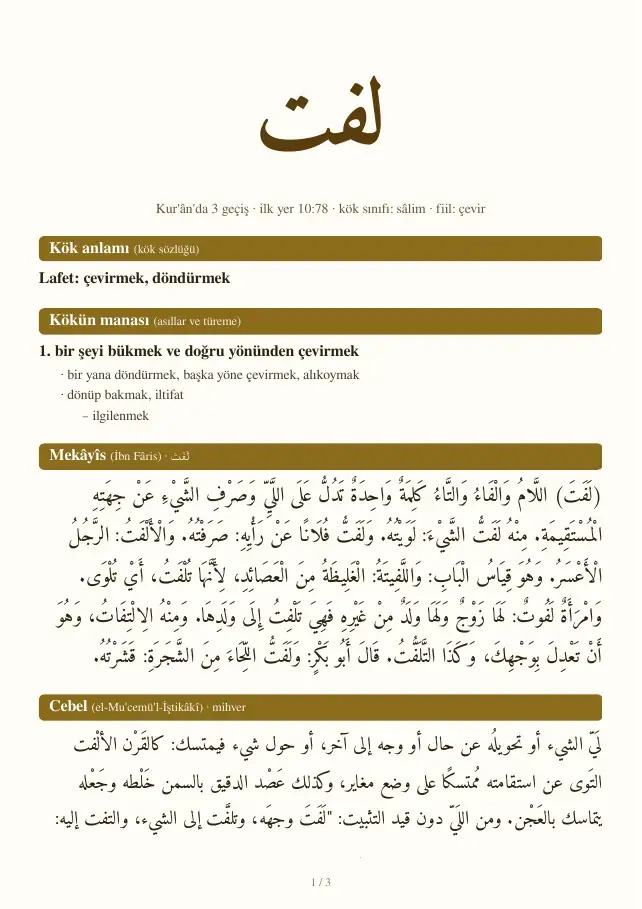 لفت
Kur'ân'da 3 geçiş · ilk yer 10:78 · kök sınıfı: sâlim · fiil: çevir
Kök anlamı (kök sözlüğü)
Lafet: çevirmek, döndürmek
Kökün manası (asıllar ve türeme)
1. bir şeyi bükmek ve doğru yönünden çevirmek
· bir yana döndürmek, başka yöne çevirmek, alıkoymak
· dönüp bakmak, iltifat
– ilgilenmek
Mekâyîs (İbn Fâris) · لفت
(لَفَتَ) اللَّامُ وَالْفَاءُ وَالتَّاءُ كَلِمَةٌ وَاحِدَةٌ تَدُلُّ عَلَى اللَّيِّ وَصَرْفِ الشَّيْءِ عَنْ جِهَتِهِ
الْمُسْتَقِيمَةِ. مِنْهُ لَفَتُّ الشَّيْءَ: لَوَيْتُهُ. وَلَفَتُّ فُلَانًا عَنْ رَأْيِهِ: صَرَفْتُهُ. وَالْأَلْفَتُ: الرَّجُلُ
الْأَعْسَرُ. وَهُوَ قِيَاسُ الْبَابِ: وَاللَّفِيتَةُ: الْغَلِيظَةُ مِنَ الْعَصَائِدِ، لِأَنَّهَا تُلْفَتُ، أَيْ تُلْوَى.
وَامْرَأَةٌ لَفُوتٌ: لَهَا زَوْجٌ وَلَهَا وَلَدٌ مِنْ غَيْرِهِ فَهِيَ تَلْفِتُ إِلَى وَلَدِهَا. وَمِنْهُ الِالْتِفَاتُ، وَهُوَ
أَنْ تَعْدِلَ بِوَجْهِكَ، وَكَذَا التَّلَفُّتُ. قَالَ أَبُو بَكْرٍ: وَلَفَتُّ اللِّحَاءَ مِنَ الشَّجَرَةِ: قَشَرْتُهُ.
Cebel (el-Mu'cemü'l-İştikâkî) · mihver
لَيّ الشيء أو تحويلُه عن حال أو وجه إلى آخر، أو حول شيء فيمتسك: كالقَرْن الألْفت
التَوى عن استقامته مُمتسكًا على وضع مغاير، وكذلك عَصْد الدقيق بالسمن خَلْطه وجَعْله
يتماسك بالعَجْن. ومن اللَيّ دون قيد التثبيت: "لَفَتَ وجهَه، وتلفَّت إلى الشيء، والتفت إليه:
1 / 3